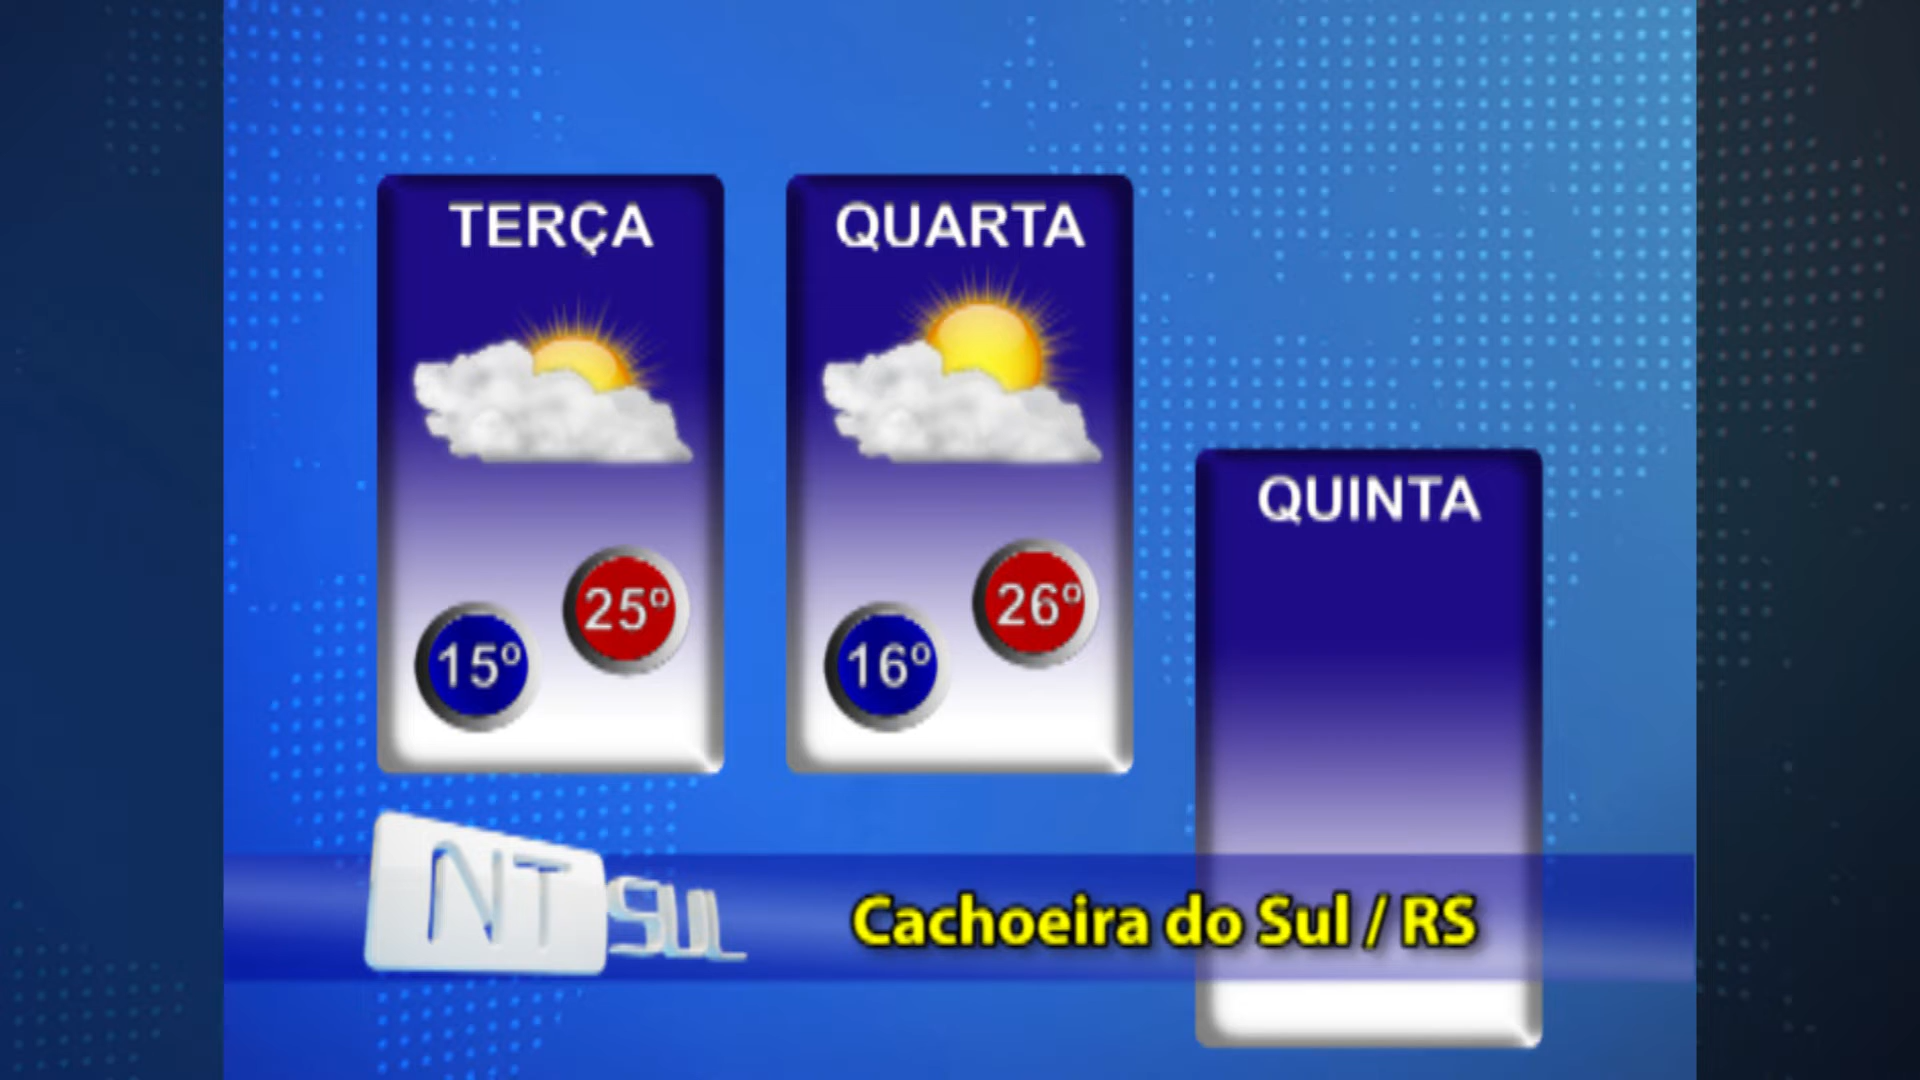 TERÇA
15º
25º
QUARTA
16º
26º
QUINTA
NT SUL
Cachoeira do Sul / RS